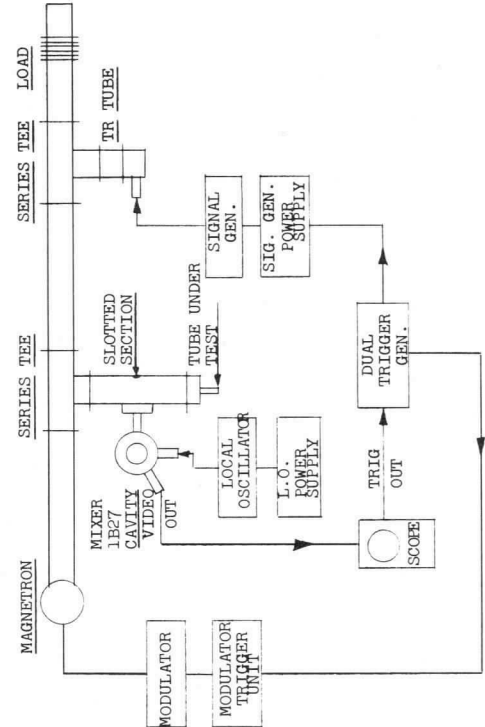 MAGNETRON
SERIES TEE
SERIES TEE
LOAD
TR TUBE
SLOTTED
SECTION
TUBE UNDER
TEST
MIXER
1B27
CAVITY
VIDEO
OUT
SIGNAL
GEN.
SIG. GEN.
POWER
SUPPLY
LOCAL
OSCILLATOR
L.O.
POWER
SUPPLY
MODULATOR
MODULATOR
TRIGGER
UNIT
SCOPE
TRIG
OUT
DUAL
TRIGGER
GEN.